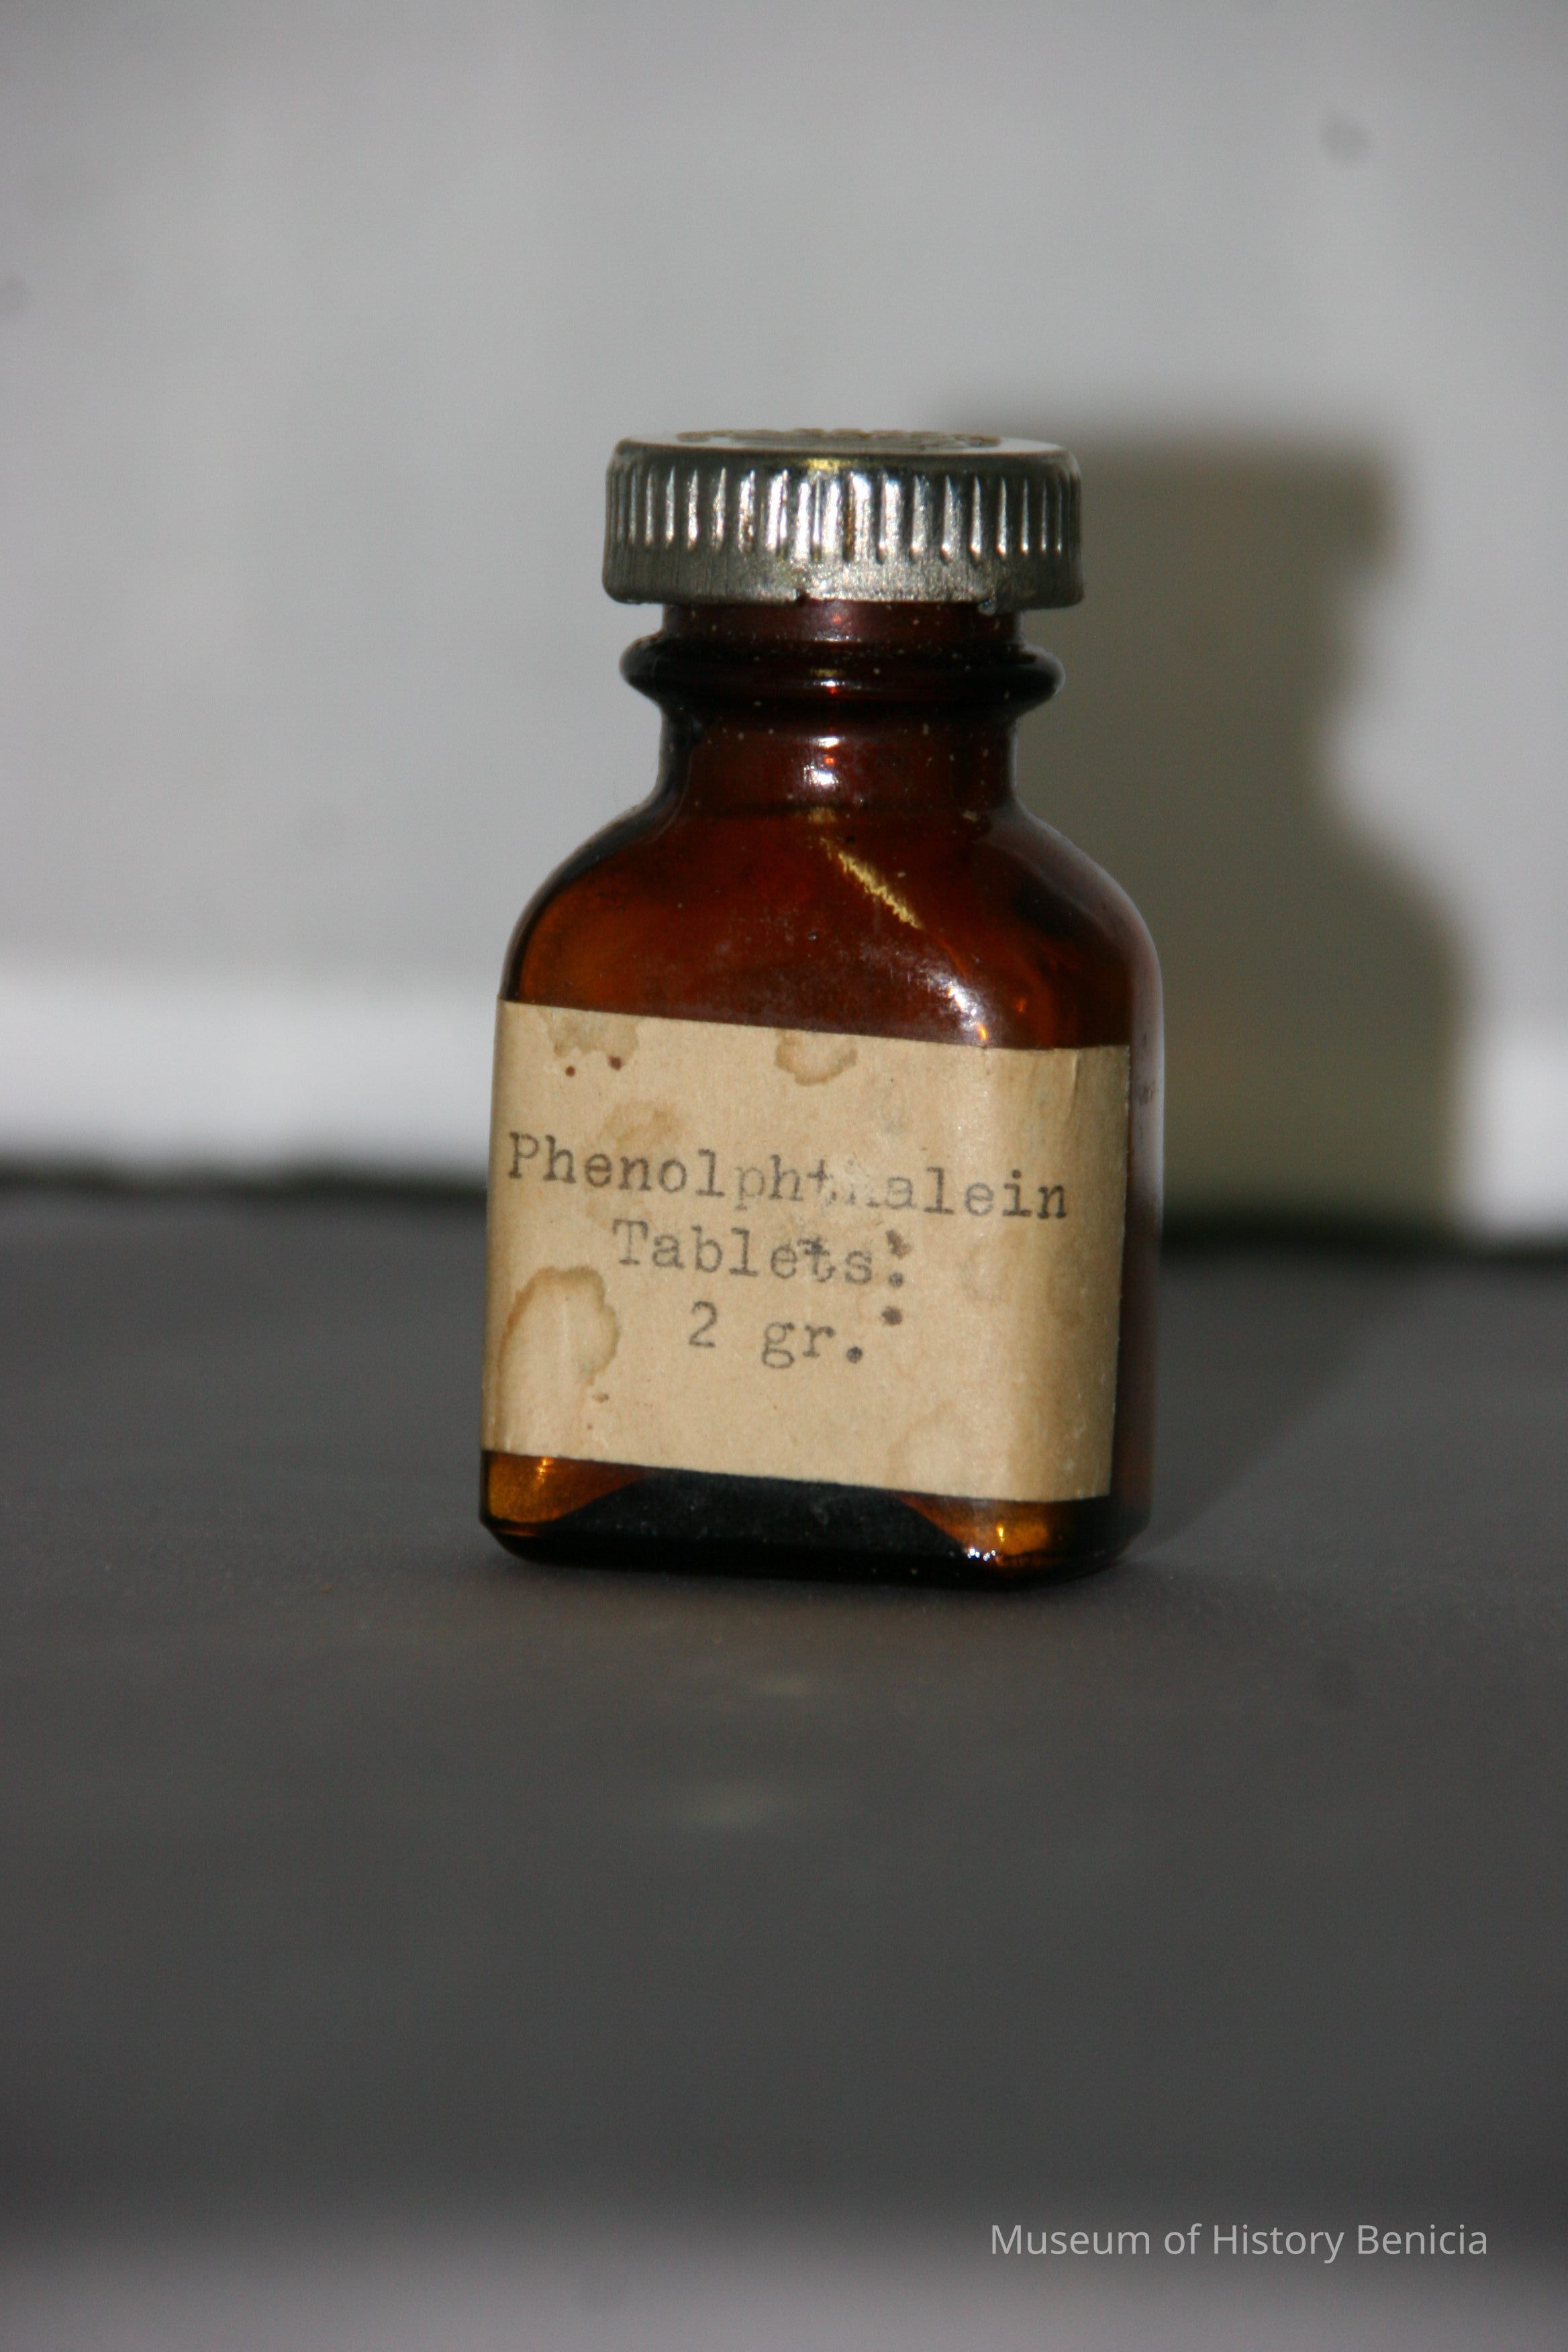 Phenolphthalein
Tablets.
2 gr.
Museum of History Benicia